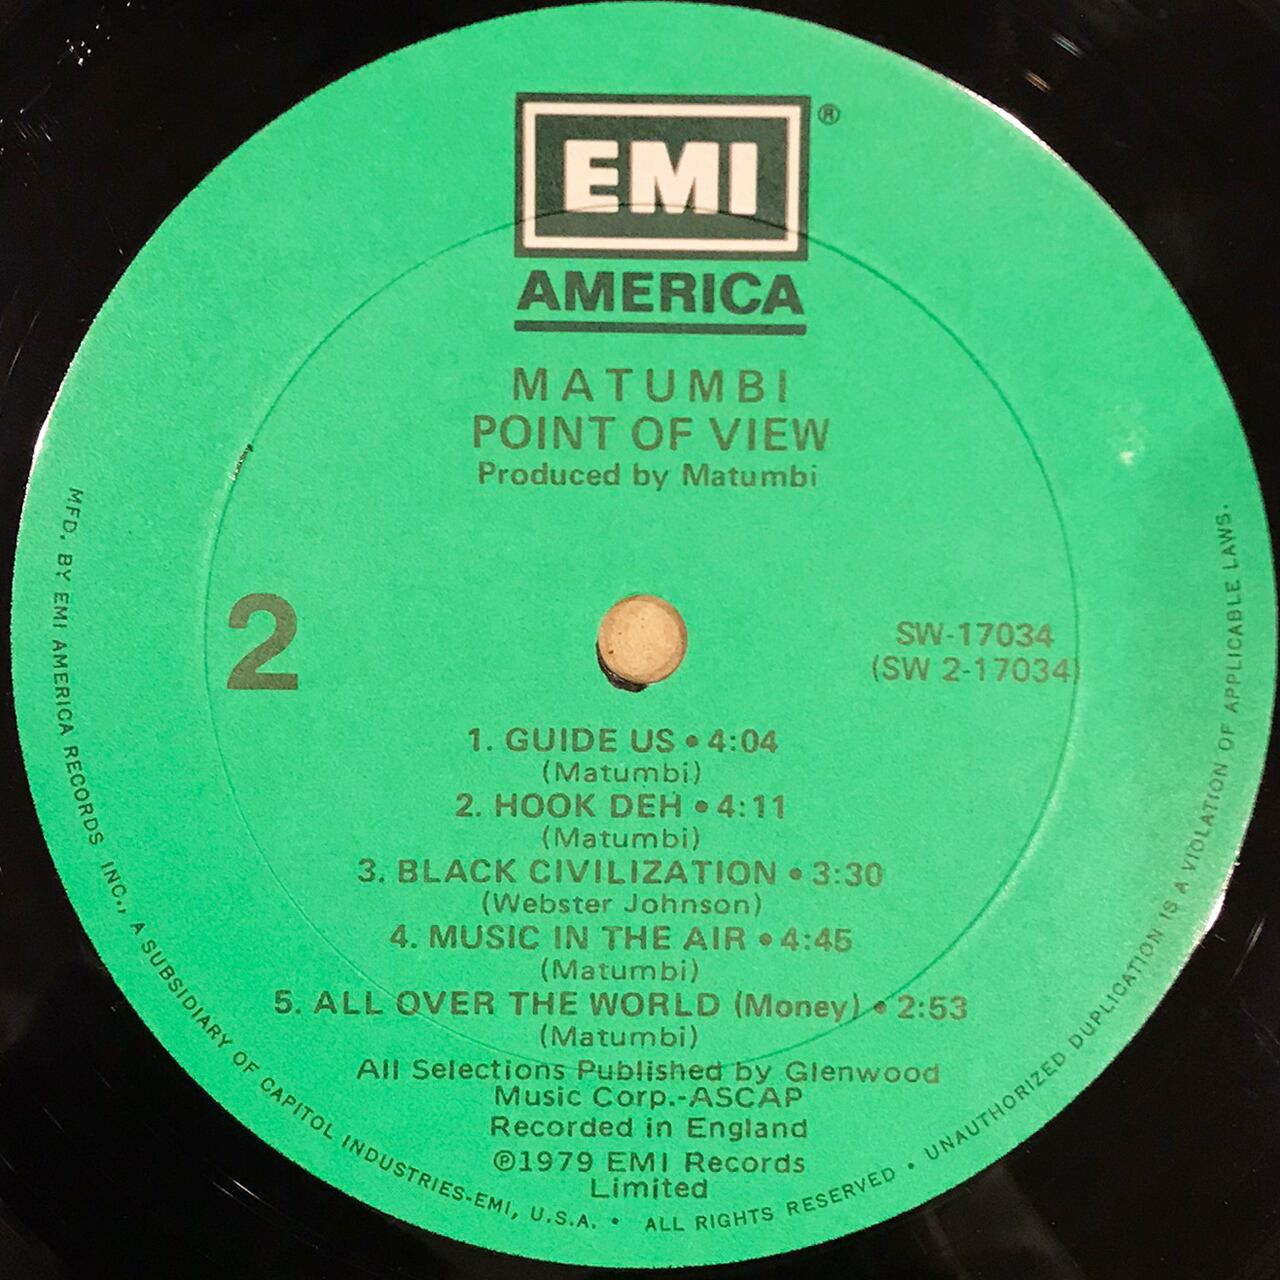 EMI
®
AMERICA
MATUMBI
POINT OF VIEW
Produced by Matumbi
2
SW-17034
(SW 2-17034)
1. GUIDE US • 4:04
(Matumbi)
2. HOOK DEH • 4:11
(Matumbi)
3. BLACK CIVILIZATION • 3:30
(Webster Johnson)
4. MUSIC IN THE AIR • 4:45
(Matumbi)
5. ALL OVER THE WORLD (Money) • 2:53
(Matumbi)
All Selections Published by Glenwood
Music Corp.-ASCAP
Recorded in England
℗1979 EMI Records
Limited
MFD. BY EMI AMERICA RECORDS INC., A SUBSIDIARY OF CAPITOL INDUSTRIES-EMI, U.S.A. • ALL RIGHTS RESERVED • UNAUTHORIZED DUPLICATION IS A VIOLATION OF APPLICABLE LAWS.